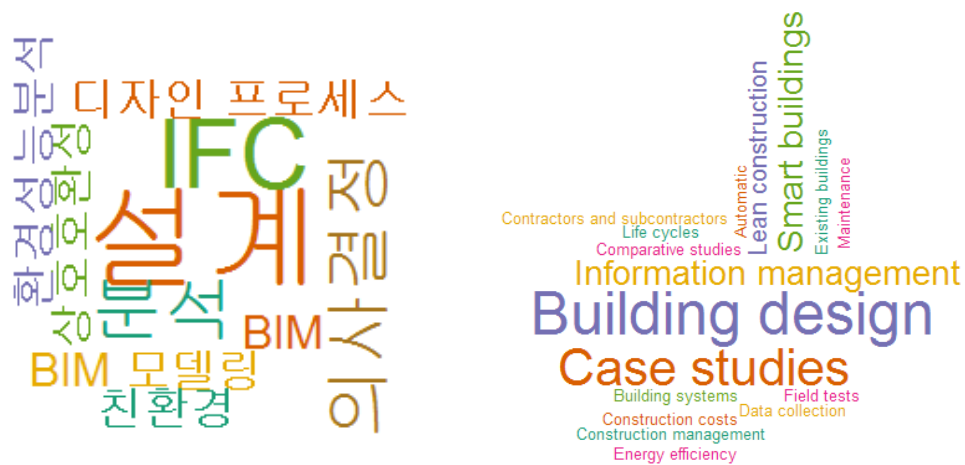 디자인 프로세스
IFC
설계
의사결정
환경성능분석
상호호환성
분석
BIM
BIM 모델링
친환경
Smart buildings
Lean construction
Automatic
Existing buildings
Maintenance
Contractors and subcontractors
Life cycles
Comparative studies
Information management
Building design
Case studies
Building systems
Field tests
Data collection
Construction costs
Construction management
Energy efficiency